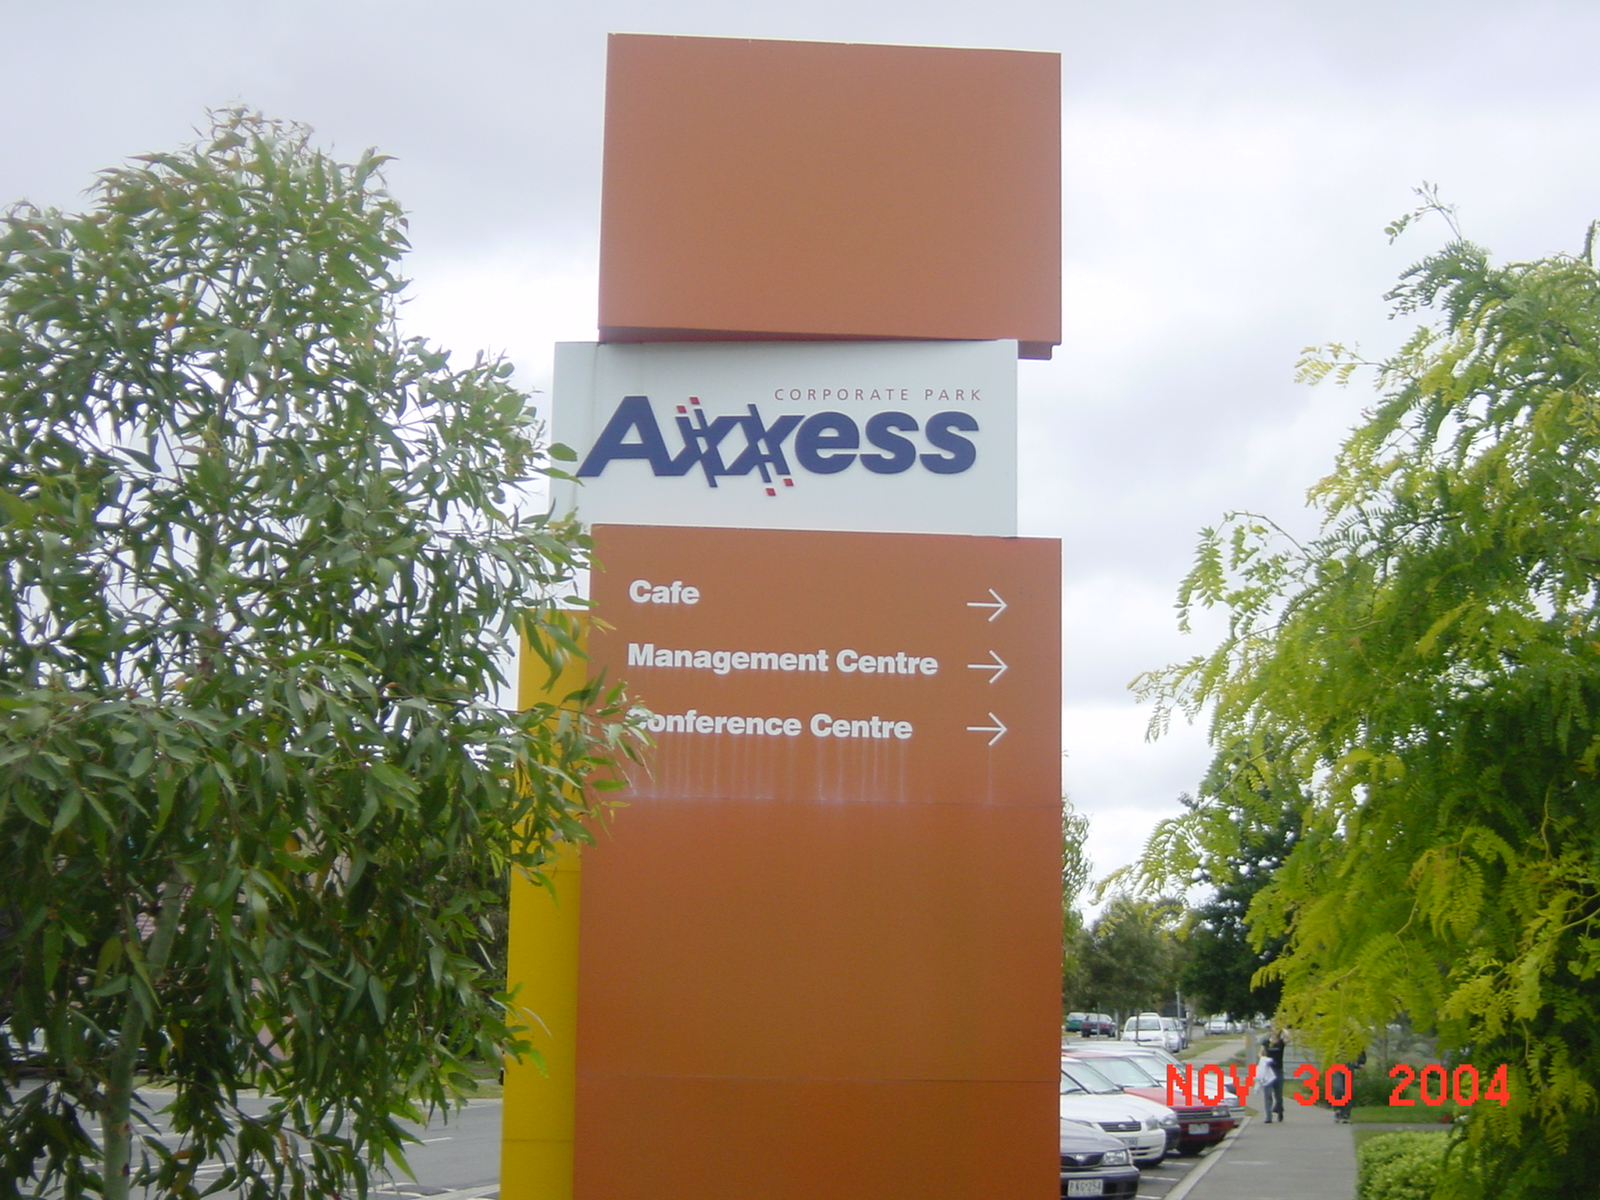 CORPORATE PARK
Axxess
Cafe
Management Centre
Conference Centre
NOV 30 2004